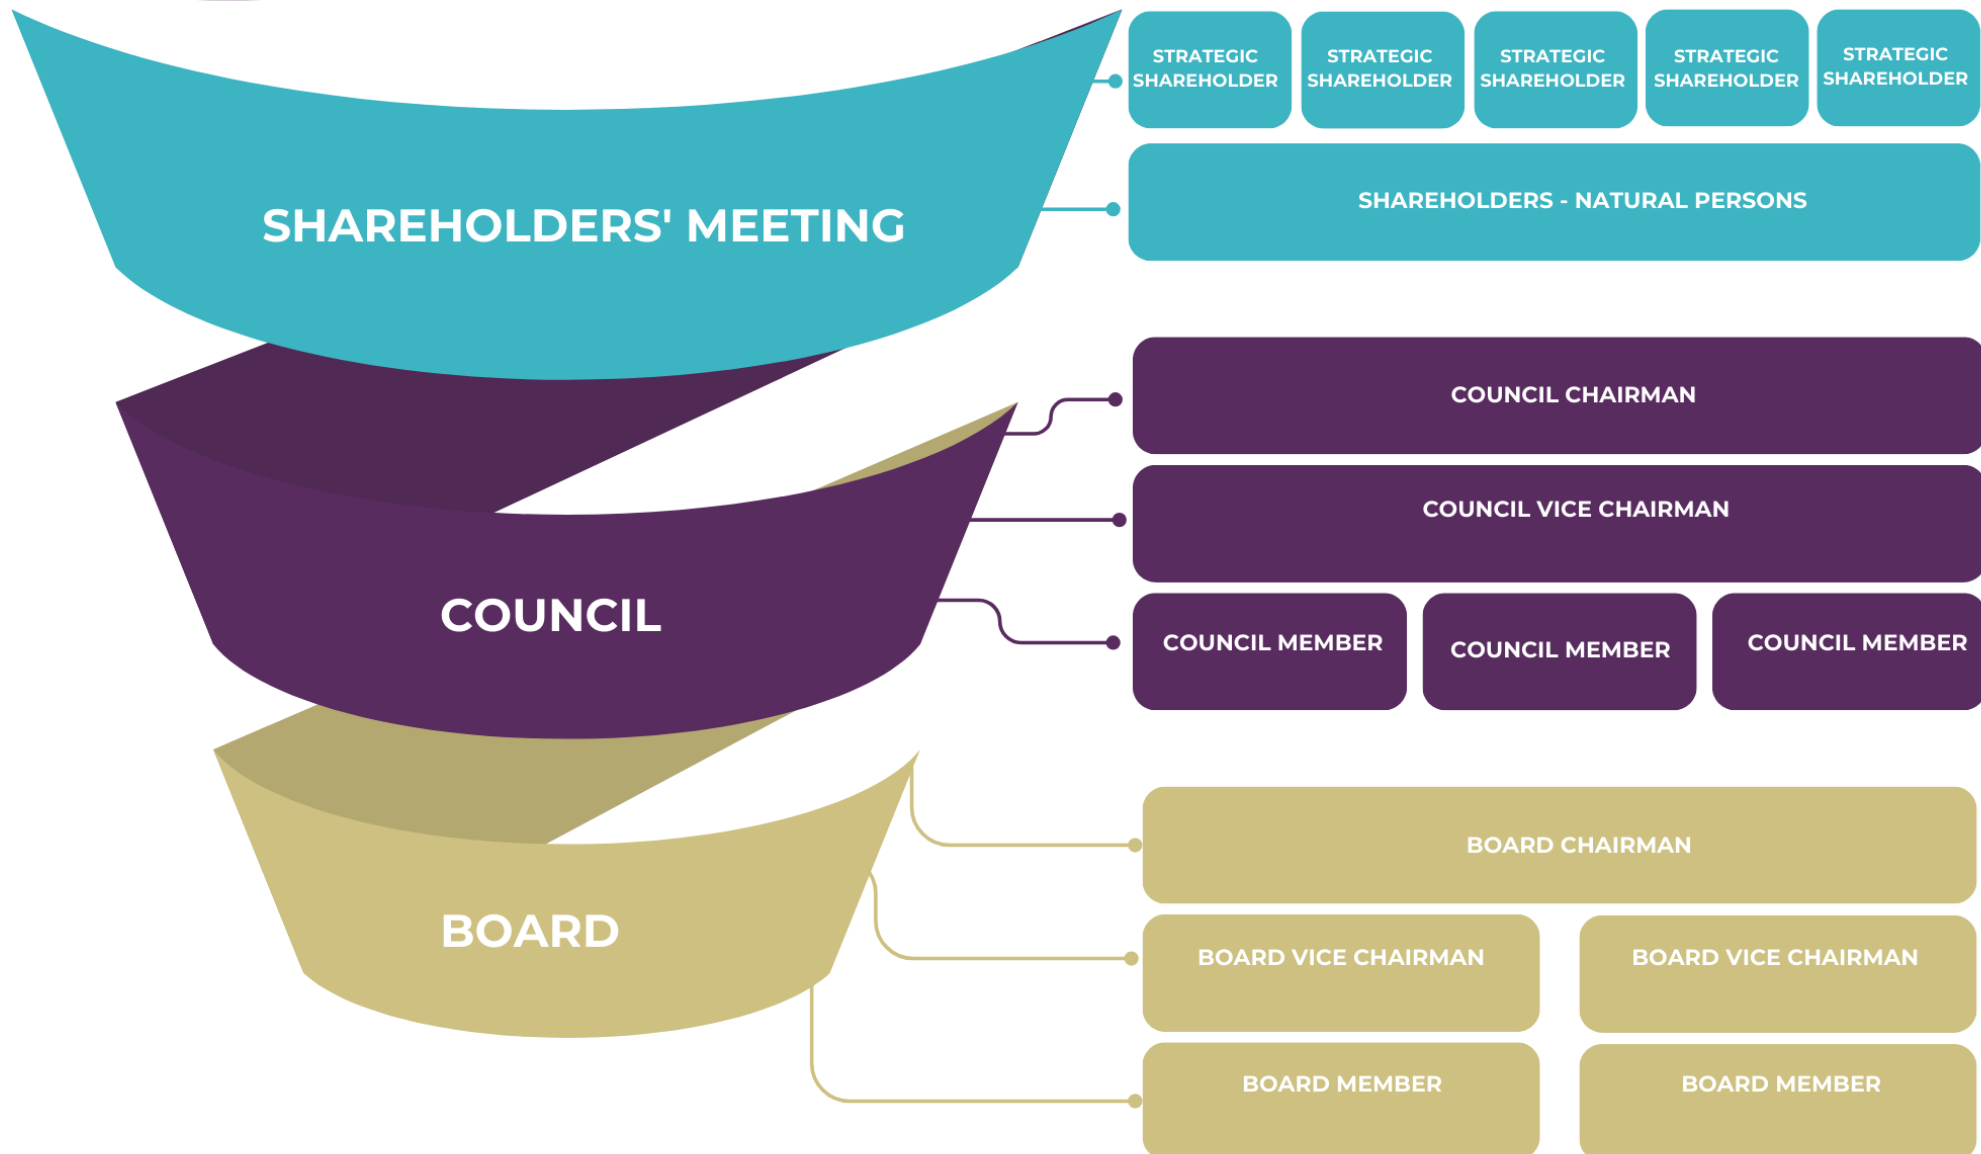 STRATEGIC
SHAREHOLDER
STRATEGIC
SHAREHOLDER
STRATEGIC
SHAREHOLDER
STRATEGIC
SHAREHOLDER
STRATEGIC
SHAREHOLDER
SHAREHOLDERS' MEETING
SHAREHOLDERS - NATURAL PERSONS
COUNCIL
COUNCIL CHAIRMAN
COUNCIL VICE CHAIRMAN
COUNCIL MEMBER
COUNCIL MEMBER
COUNCIL MEMBER
BOARD
BOARD CHAIRMAN
BOARD VICE CHAIRMAN
BOARD VICE CHAIRMAN
BOARD MEMBER
BOARD MEMBER